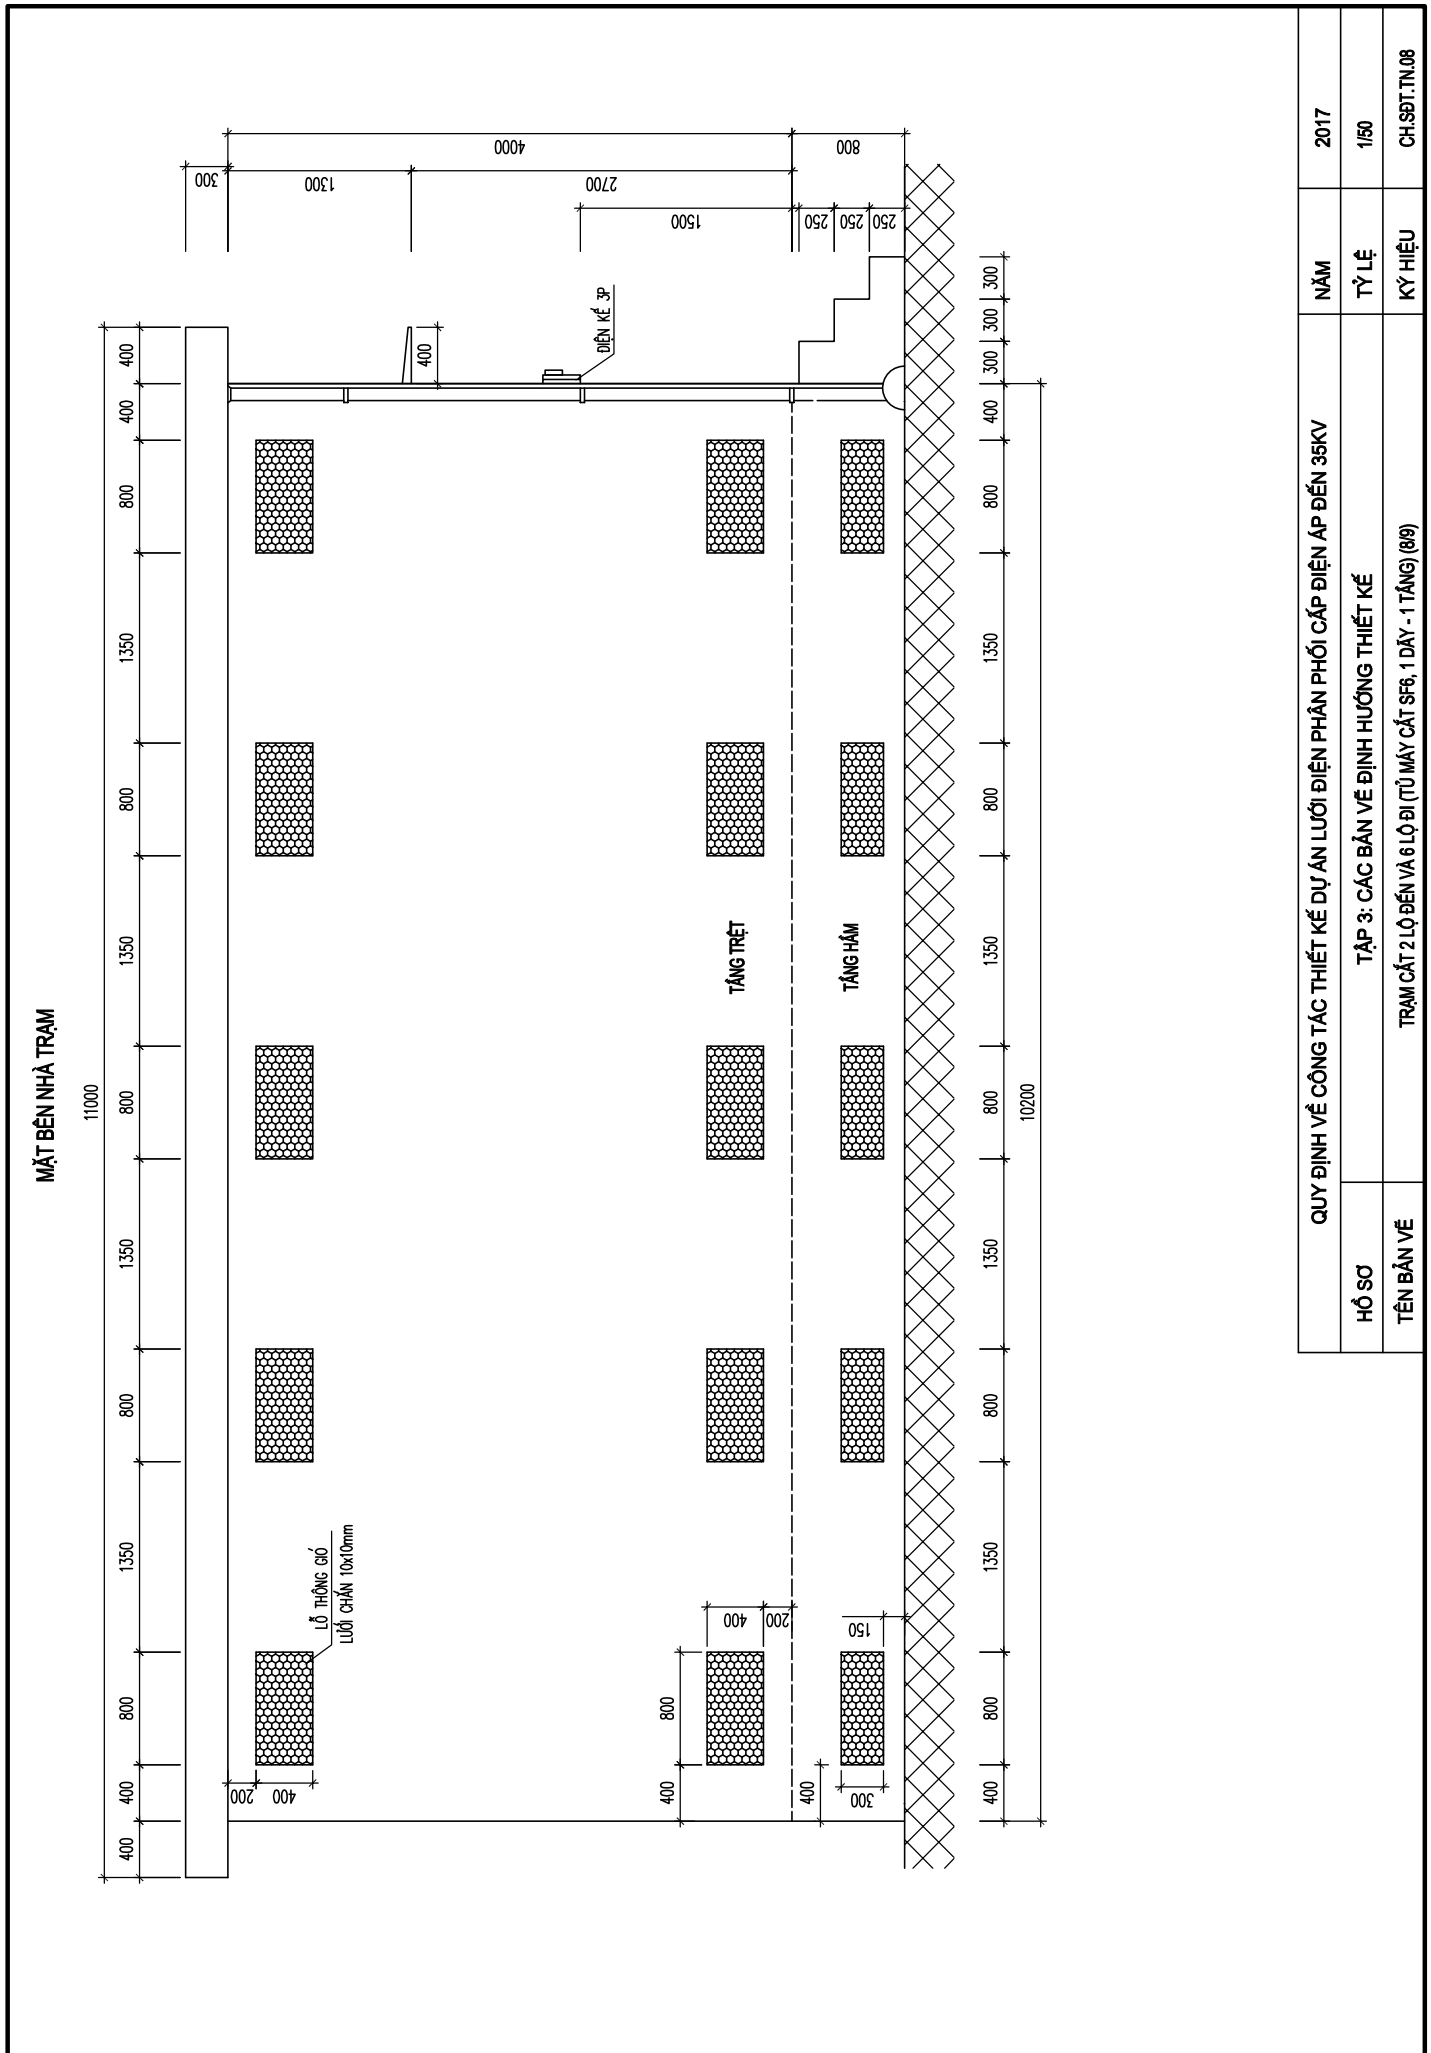 MẶT BÊN NHÀ TRẠM
11000
400 400 800 1350 800 1350 800 1350 800 1350 800 400 400
200
400
LỖ THÔNG GIÓ
LƯỚI CHẮN 10x10mm
400
ĐIỆN KẾ 3P
300
1300
4000
2700
1500
800
250
250
250
400 800
400
200
TẦNG TRỆT
400
300
150
TẦNG HẦM
400 800 1350 800 1350 800 1350 800 1350 800 400 300 300 300
10200
QUY ĐỊNH VỀ CÔNG TÁC THIẾT KẾ DỰ ÁN LƯỚI ĐIỆN PHÂN PHỐI CẤP ĐIỆN ÁP ĐẾN 35KV
NĂM 2017
HỒ SƠ TẬP 3: CÁC BẢN VẼ ĐỊNH HƯỚNG THIẾT KẾ
TỶ LỆ 1/50
TÊN BẢN VẼ TRẠM CẮT 2 LỘ ĐẾN VÀ 6 LỘ ĐI (TỦ MÁY CẮT SF6, 1 DÃY - 1 TẦNG) (8/9)
KÝ HIỆU CH.SĐT.TN.08